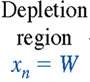 Depletion
region
xₙ = W